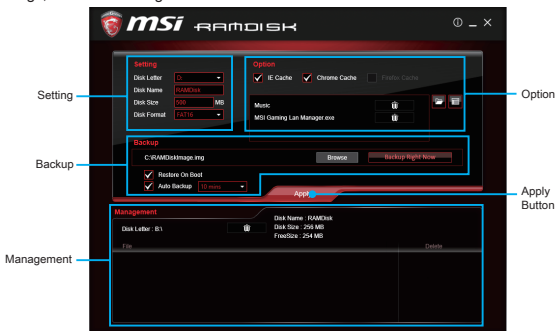 msi RAMDISK
Setting
Disk Letter D:
Disk Name RAMDisk
Disk Size 500 MB
Disk Format FAT16
Option
IE Cache Chrome Cache Firefox Cache
Music
MSI Gaming Lan Manager.exe
Setting
Option
Backup
C:\RAMDiskImage.img Browse Backup Right Now
Restore On Boot
Auto Backup 10 mins
Backup
Apply
Apply
Button
Management
Disk Letter : B:\
Disk Name : RAMDisk
Disk Size : 256 MB
FreeSize : 254 MB
File Delete
Management